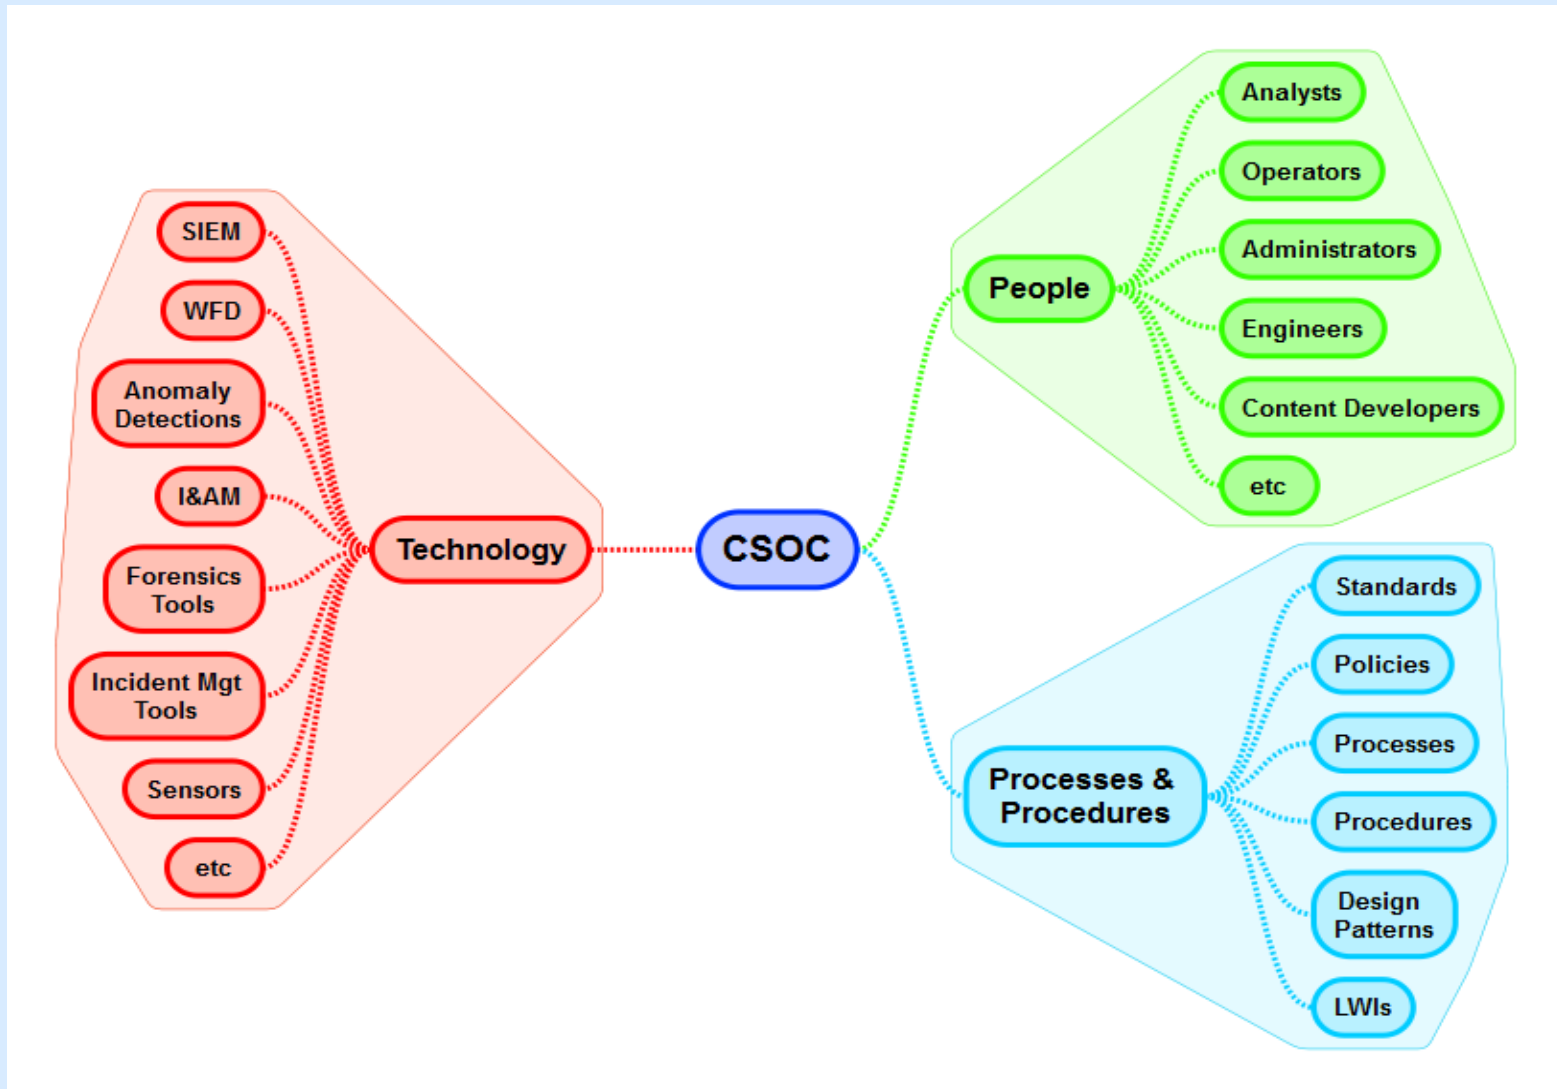 CSOC
Technology
SIEM
WFD
Anomaly
Detections
I&AM
Forensics
Tools
Incident Mgt
Tools
Sensors
etc
People
Analysts
Operators
Administrators
Engineers
Content Developers
etc
Processes &
Procedures
Standards
Policies
Processes
Procedures
Design
Patterns
LWIs